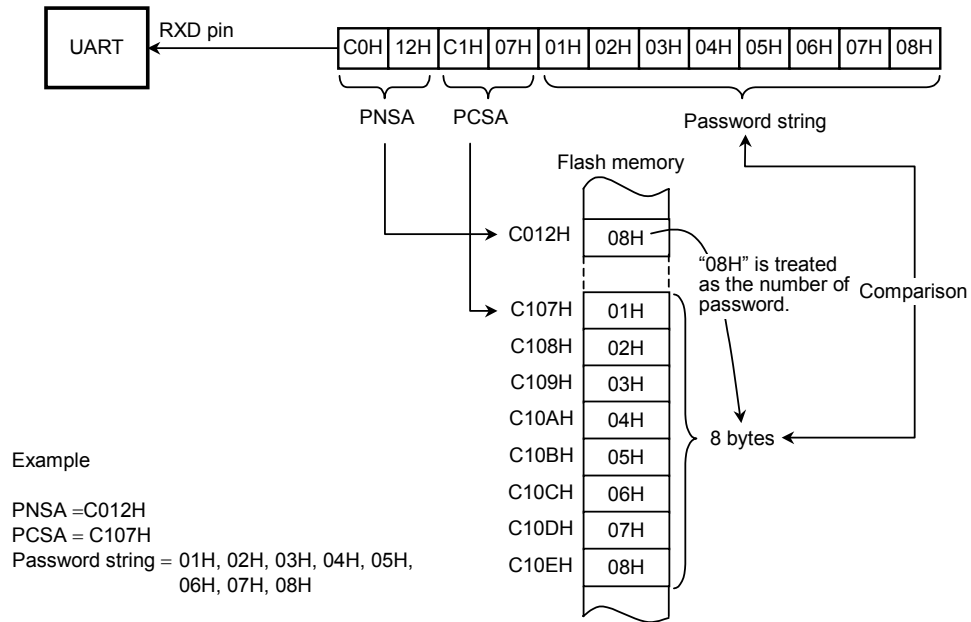 UART
RXD pin
C0H 12H C1H 07H 01H 02H 03H 04H 05H 06H 07H 08H
PNSA PCSA
Password string
Flash memory
C012H 08H
"08H" is treated
as the number of
password.
Comparison
C107H 01H
C108H 02H
C109H 03H
C10AH 04H
C10BH 05H
C10CH 06H
C10DH 07H
C10EH 08H
8 bytes
Example
PNSA =C012H
PCSA = C107H
Password string = 01H, 02H, 03H, 04H, 05H,
06H, 07H, 08H